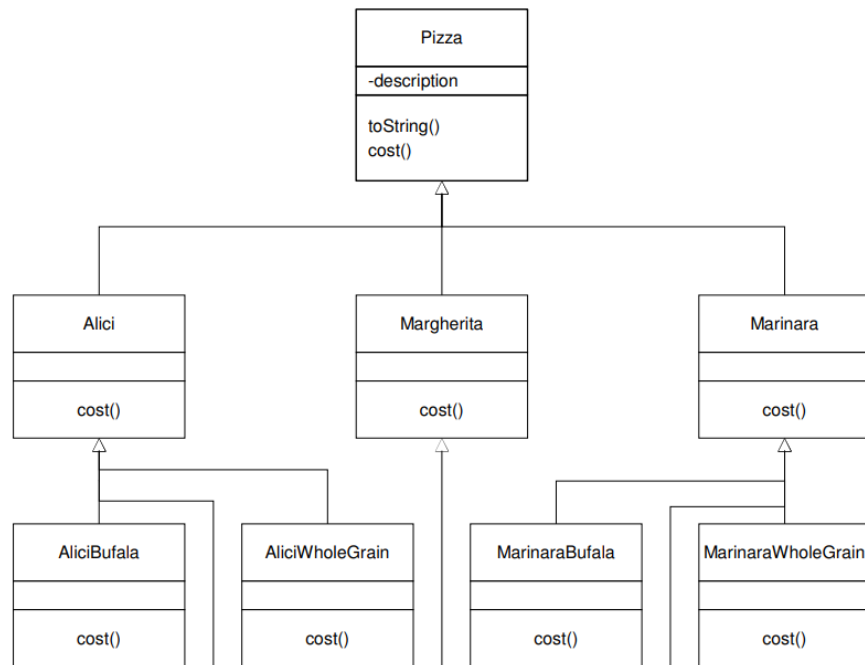 Pizza
-description
toString()
cost()
Alici
Margherita
Marinara
cost()
cost()
cost()
AliciBufala
AliciWholeGrain
MarinaraBufala
MarinaraWholeGrain
cost()
cost()
cost()
cost()